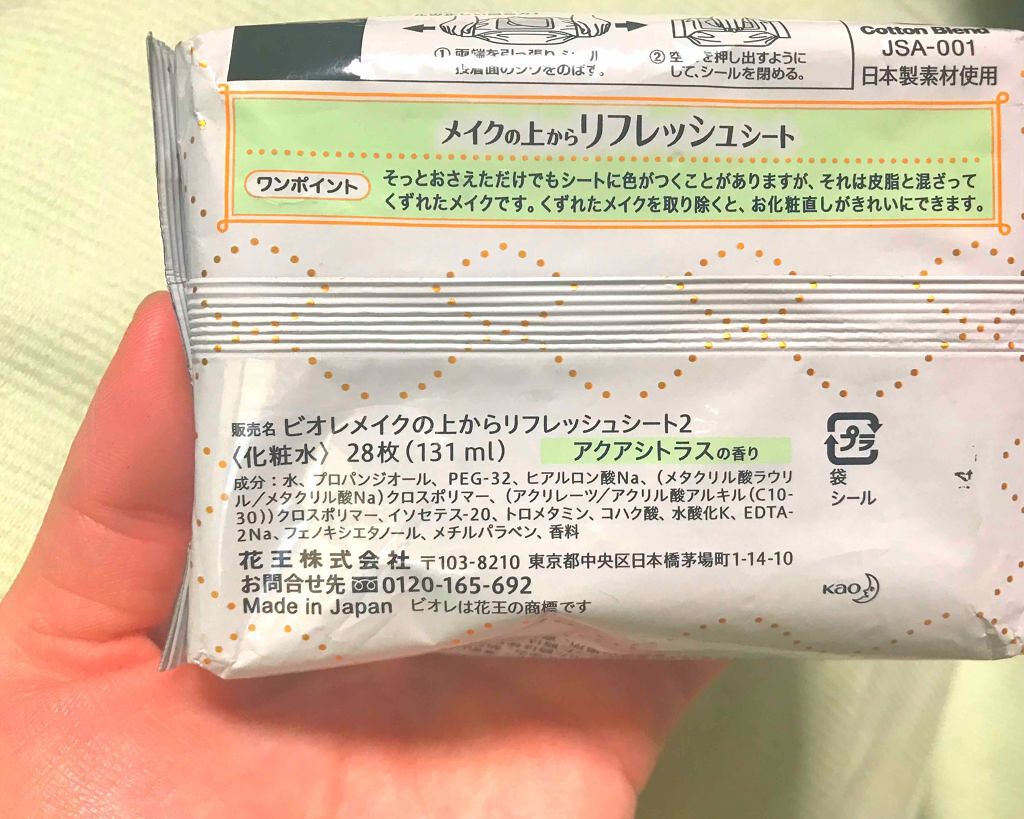 Cotton Blend
JSA-001
日本製素材使用
① 両端を引っ張り
接着面のシワをのばす。
② 空 を押し出すように
して、シールを閉める。
メイクの上からリフレッシュシート
ワンポイント
そっとおさえただけでもシートに色がつくことがありますが、それは皮脂と混ざって
くずれたメイクです。くずれたメイクを取り除くと、お化粧直しがきれいにできます。
販売名 ビオレメイクの上からリフレッシュシート2
〈化粧水〉 28枚(131 ml) アクアシトラスの香り
成分:水、プロパンジオール、PEG-32、ヒアルロン酸Na、(メタクリル酸ラウリ
ル/メタクリル酸Na)クロスポリマー、(アクリレーツ/アクリル酸アルキル(C10-
30))クロスポリマー、イソセテス-20、トロメタミン、コハク酸、水酸化K、EDTA-
2Na、フェノキシエタノール、メチルパラベン、香料
花王株式会社 〒103-8210 東京都中央区日本橋茅場町1-14-10
お問合せ先 0120-165-692
Made in Japan ビオレは花王の商標です
プラ
袋
シール
Kao